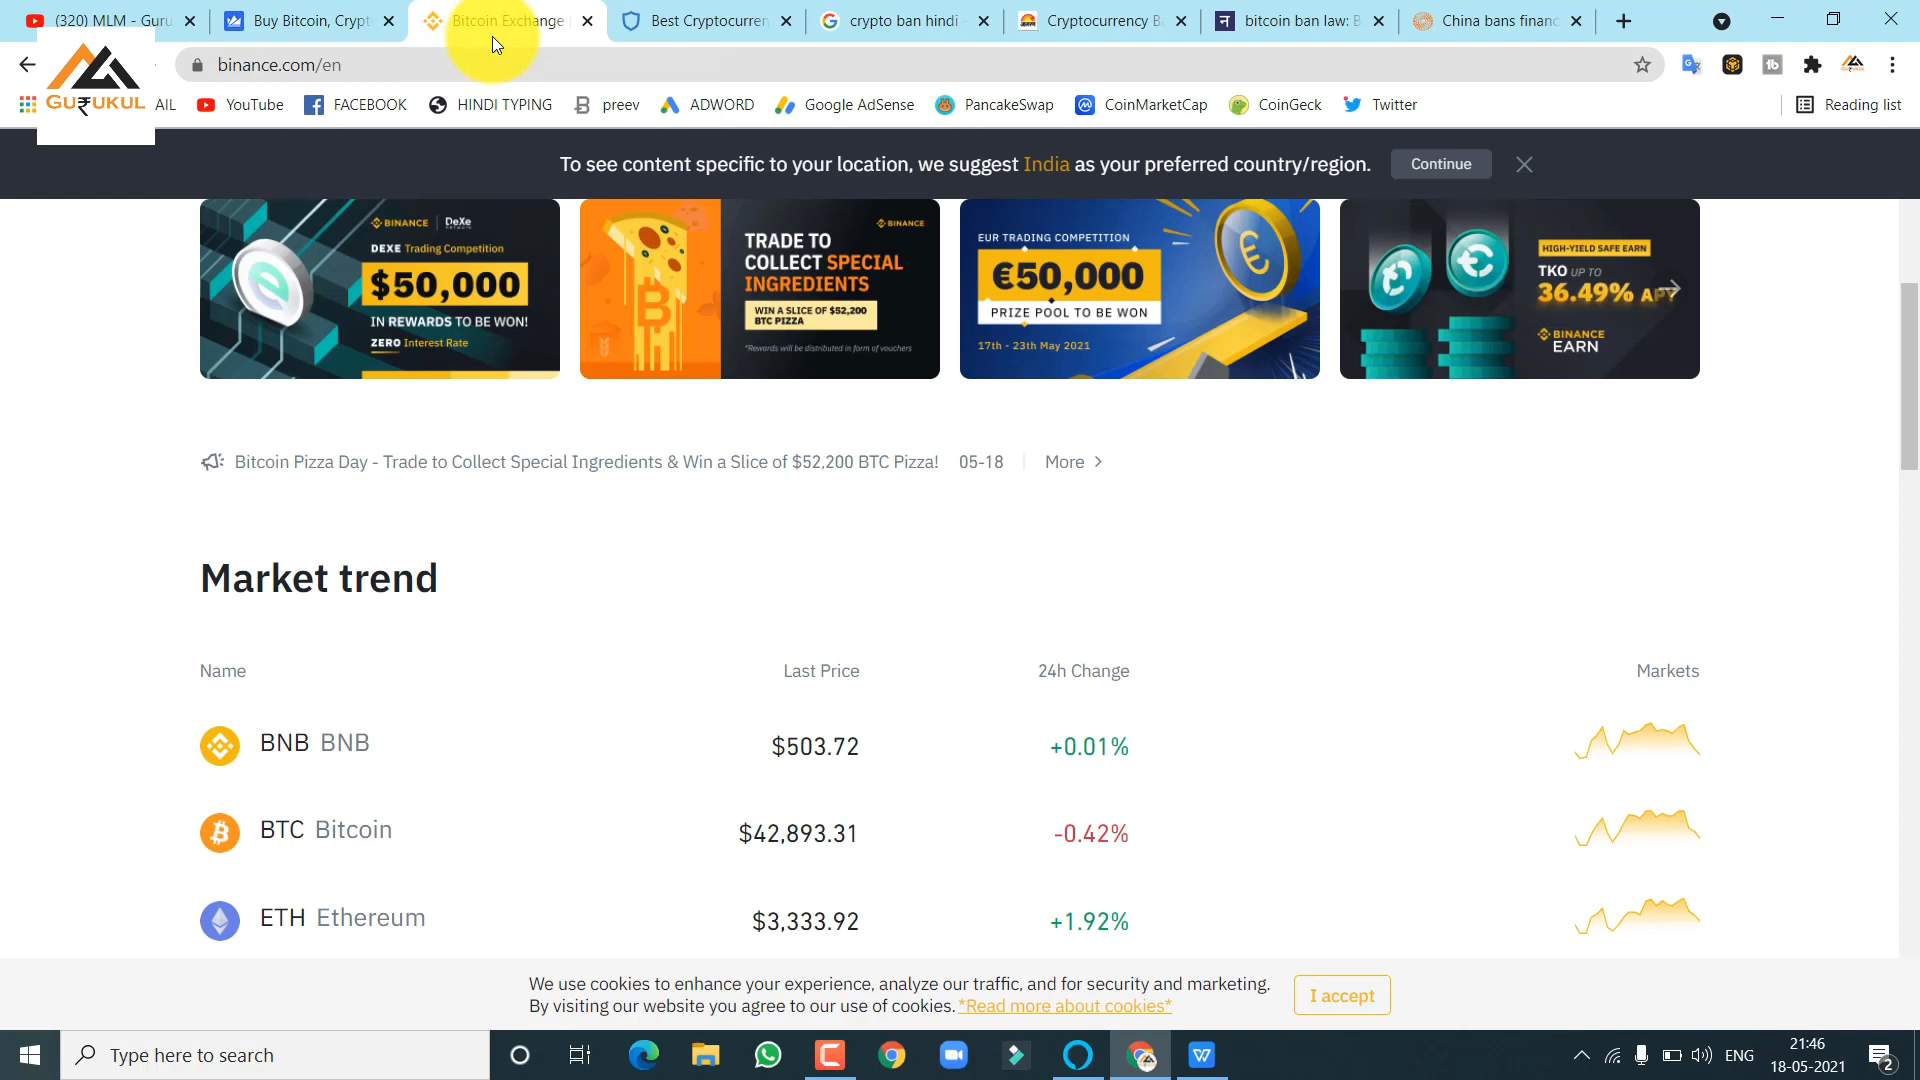 (320) MLM - Guru
Buy Bitcoin, Crypt
Bitcoin Exchange
Best Cryptocurren
crypto ban hindi -
Cryptocurrency B
bitcoin ban law: B
China bans financ
binance.com/en
GU₹UKUL
AIL
YouTube
FACEBOOK
HINDI TYPING
preev
ADWORD
Google AdSense
PancakeSwap
CoinMarketCap
CoinGeck
Twitter
Reading list
To see content specific to your location, we suggest India as your preferred country/region.
Continue
BINANCE
DeXe
DEXE Trading Competition
$50,000
IN REWARDS TO BE WON!
ZERO Interest Rate
BINANCE
TRADE TO
COLLECT SPECIAL
INGREDIENTS
WIN A SLICE OF $52,200
BTC PIZZA
*Rewards will be distributed in form of vouchers
EUR TRADING COMPETITION
€50,000
PRIZE POOL TO BE WON
17th - 23th May 2021
HIGH-YIELD SAFE EARN
TKO UP TO
36.49% APY
BINANCE
EARN
Bitcoin Pizza Day - Trade to Collect Special Ingredients & Win a Slice of $52,200 BTC Pizza! 05-18
More
Market trend
Name Last Price 24h Change Markets
BNB BNB $503.72 +0.01%
BTC Bitcoin $42,893.31 -0.42%
ETH Ethereum $3,333.92 +1.92%
We use cookies to enhance your experience, analyze our traffic, and for security and marketing.
By visiting our website you agree to our use of cookies. *Read more about cookies*
I accept
Type here to search
ENG
21:46
18-05-2021
2